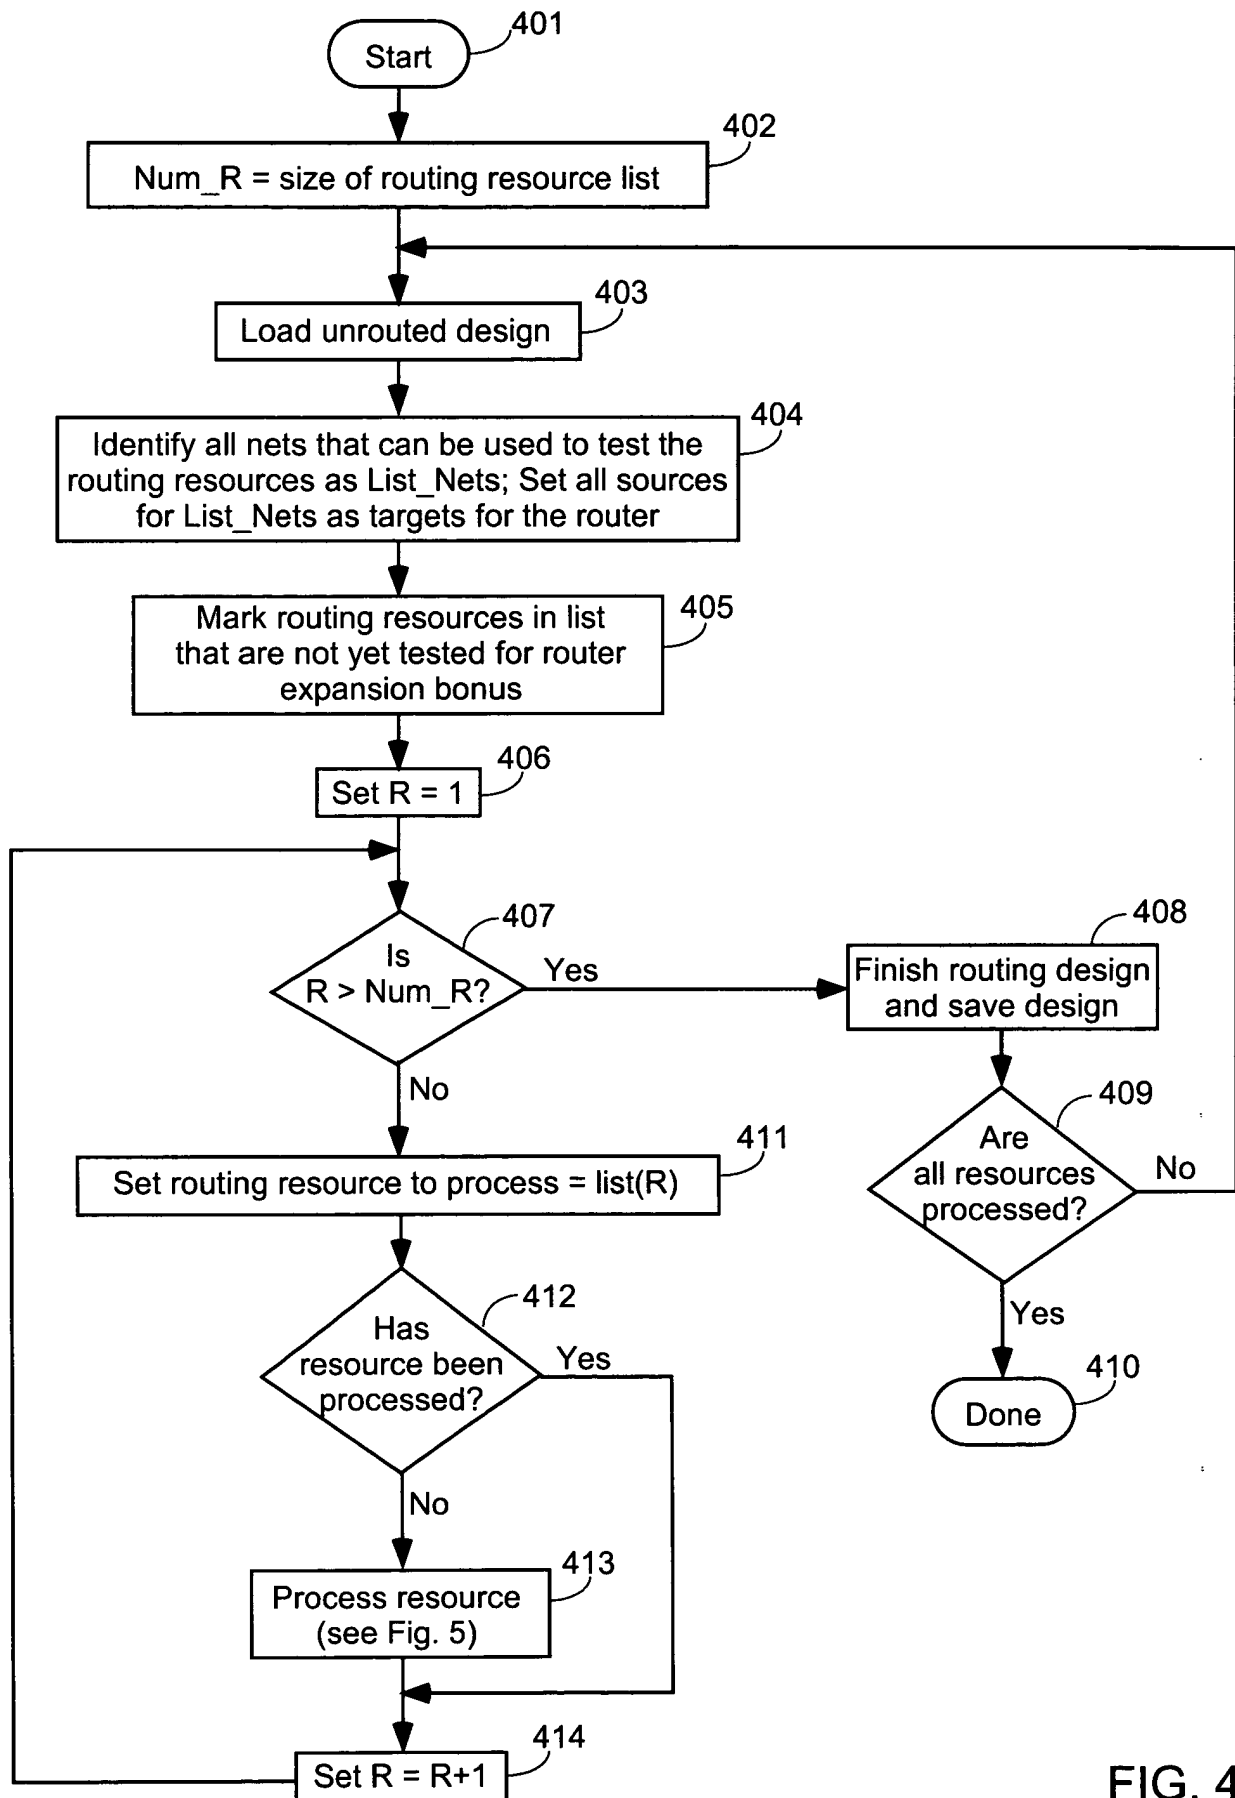 401
Start
402
Num_R = size of routing resource list
403
Load unrouted design
404
Identify all nets that can be used to test the
routing resources as List_Nets; Set all sources
for List_Nets as targets for the router
405
Mark routing resources in list
that are not yet tested for router
expansion bonus
406
Set R = 1
407
Is
R > Num_R?
Yes
No
408
Finish routing design
and save design
409
Are
all resources
processed?
No
Yes
410
Done
411
Set routing resource to process = list(R)
412
Has
resource been
processed?
Yes
No
413
Process resource
(see Fig. 5)
414
Set R = R+1
FIG. 4